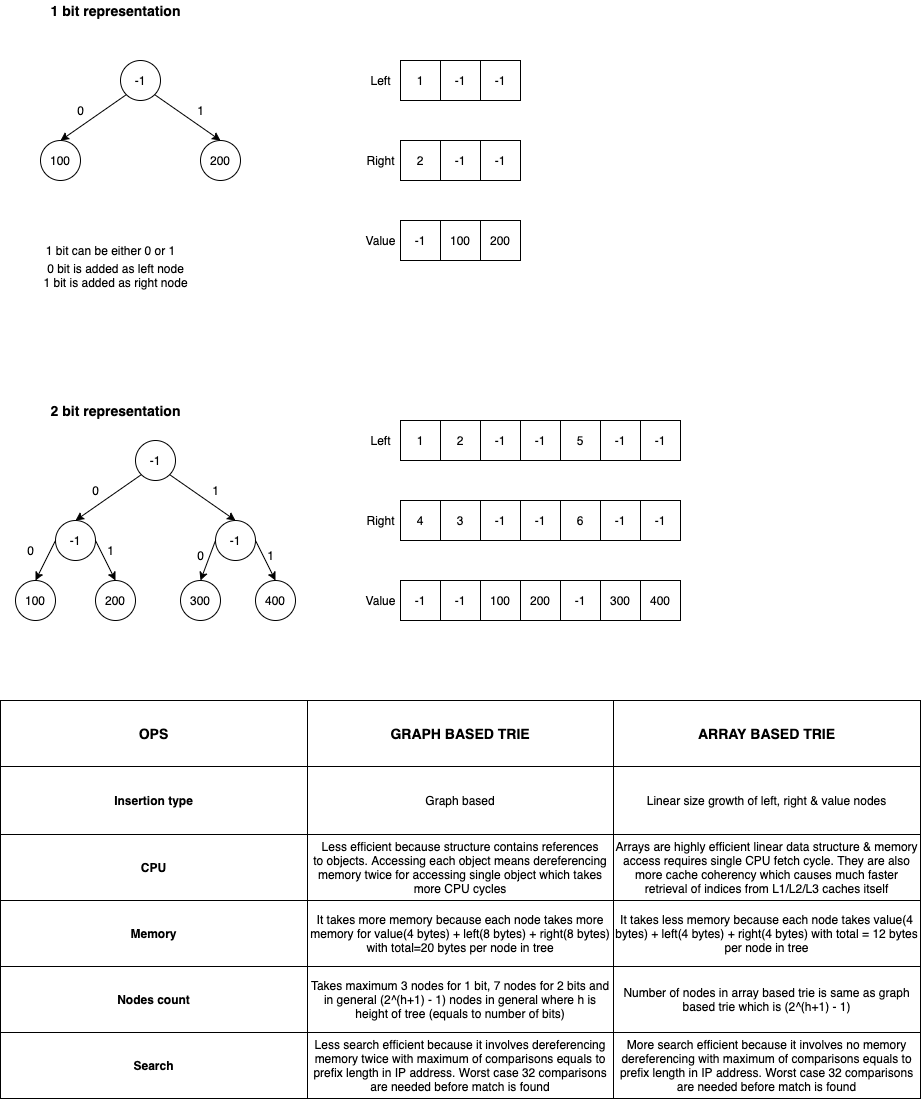 1 bit representation
-1
0
1
100
200
Left
1
-1
-1
Right
2
-1
-1
Value
-1
100
200
1 bit can be either 0 or 1
0 bit is added as left node
1 bit is added as right node
2 bit representation
-1
0
1
-1
-1
0
1
0
1
100
200
300
400
Left
1
2
-1
-1
5
-1
-1
Right
4
3
-1
-1
6
-1
-1
Value
-1
-1
100
200
-1
300
400
OPS
GRAPH BASED TRIE
ARRAY BASED TRIE
Insertion type
Graph based
Linear size growth of left, right & value nodes
CPU
Less efficient because structure contains references
to objects. Accessing each object means dereferencing
memory twice for accessing single object which takes
more CPU cycles
Arrays are highly efficient linear data structure & memory
access requires single CPU fetch cycle. They are also
more cache coherency which causes much faster
retrieval of indices from L1/L2/L3 caches itself
Memory
It takes more memory because each node takes more
memory for value(4 bytes) + left(8 bytes) + right(8 bytes)
with total=20 bytes per node in tree
It takes less memory because each node takes value(4
bytes) + left(4 bytes) + right(4 bytes) with total = 12 bytes
per node in tree
Nodes count
Takes maximum 3 nodes for 1 bit, 7 nodes for 2 bits and
in general (2^(h+1) - 1) nodes in general where h is
height of tree (equals to number of bits)
Number of nodes in array based trie is same as graph
based trie which is (2^(h+1) - 1)
Search
Less search efficient because it involves dereferencing
memory twice with maximum of comparisons equals to
prefix length in IP address. Worst case 32 comparisons
are needed before match is found
More search efficient because it involves no memory
dereferencing with maximum of comparisons equals to
prefix length in IP address. Worst case 32 comparisons
are needed before match is found